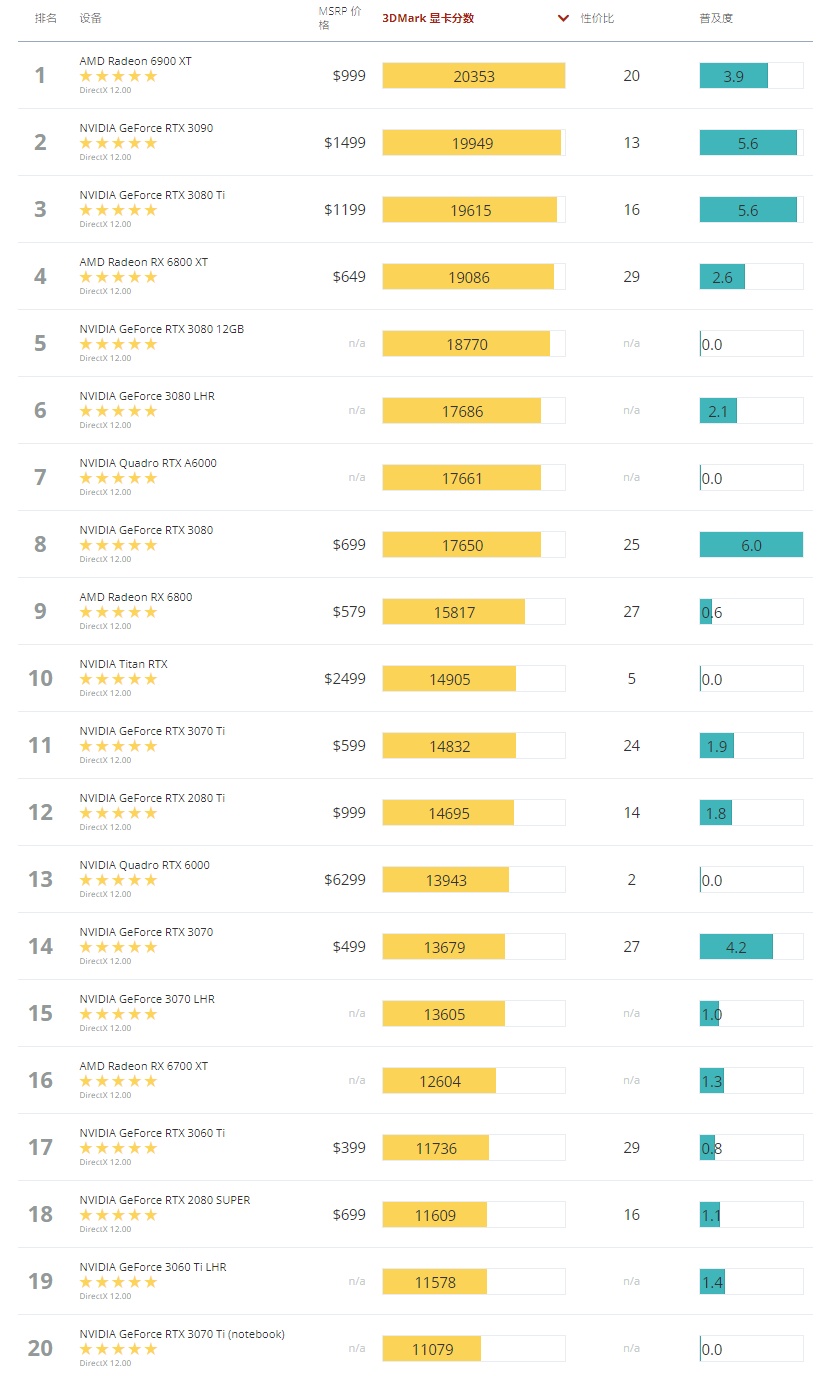 排名 设备 MSRP 价格 3DMark 显卡分数 性价比 普及度
1 AMD Radeon 6900 XT $999 20353 20 3.9
DirectX 12.00
2 NVIDIA GeForce RTX 3090 $1499 19949 13 5.6
DirectX 12.00
3 NVIDIA GeForce RTX 3080 Ti $1199 19615 16 5.6
DirectX 12.00
4 AMD Radeon RX 6800 XT $649 19086 29 2.6
DirectX 12.00
5 NVIDIA GeForce RTX 3080 12GB n/a 18770 n/a 0.0
DirectX 12.00
6 NVIDIA GeForce 3080 LHR n/a 17686 n/a 2.1
DirectX 12.00
7 NVIDIA Quadro RTX A6000 n/a 17661 n/a 0.0
DirectX 12.00
8 NVIDIA GeForce RTX 3080 $699 17650 25 6.0
DirectX 12.00
9 AMD Radeon RX 6800 $579 15817 27 0.6
DirectX 12.00
10 NVIDIA Titan RTX $2499 14905 5 0.0
DirectX 12.00
11 NVIDIA GeForce RTX 3070 Ti $599 14832 24 1.9
DirectX 12.00
12 NVIDIA GeForce RTX 2080 Ti $999 14695 14 1.8
DirectX 12.00
13 NVIDIA Quadro RTX 6000 $6299 13943 2 0.0
DirectX 12.00
14 NVIDIA GeForce RTX 3070 $499 13679 27 4.2
DirectX 12.00
15 NVIDIA GeForce 3070 LHR n/a 13605 n/a 1.0
DirectX 12.00
16 AMD Radeon RX 6700 XT n/a 12604 n/a 1.3
DirectX 12.00
17 NVIDIA GeForce RTX 3060 Ti $399 11736 29 0.8
DirectX 12.00
18 NVIDIA GeForce RTX 2080 SUPER $699 11609 16 1.1
DirectX 12.00
19 NVIDIA GeForce 3060 Ti LHR n/a 11578 n/a 1.4
DirectX 12.00
20 NVIDIA GeForce RTX 3070 Ti (notebook) n/a 11079 n/a 0.0
DirectX 12.00